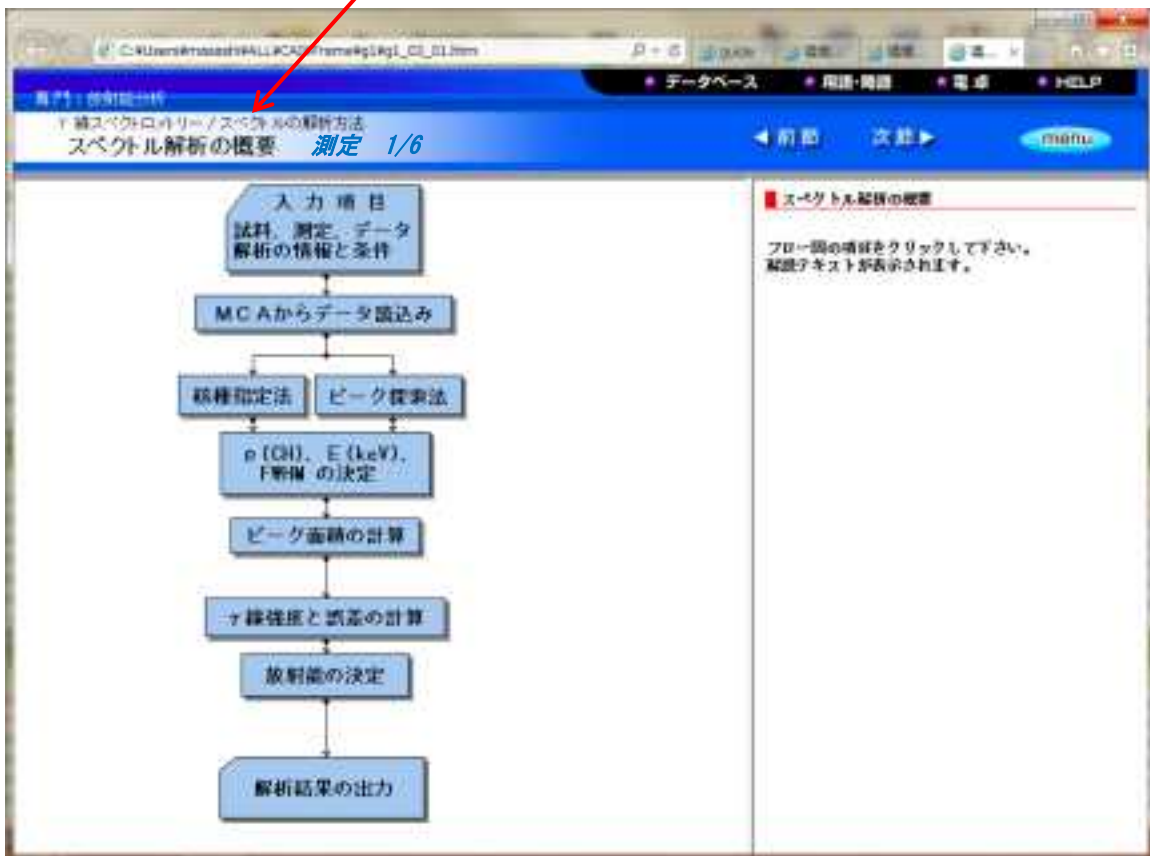 データベース ・用語・略語 ・電卓 ・HELP
専門:放射能分析
γ線スペクトロメトリー / スペクトルの解析方法
スペクトル解析の概要 測定 1/6
◀前節 次節▶ menu
入力項目
試料、測定、データ
解析の情報と条件
MCAからデータ読込み
核種指定法 ピーク探索法
p(CH)、E(keV)、
FWHM の決定
ピーク面積の計算
γ線強度と誤差の計算
放射能の決定
解析結果の出力
スペクトル解析の概要
フロー図の項目をクリックして下さい。
解説テキストが表示されます。